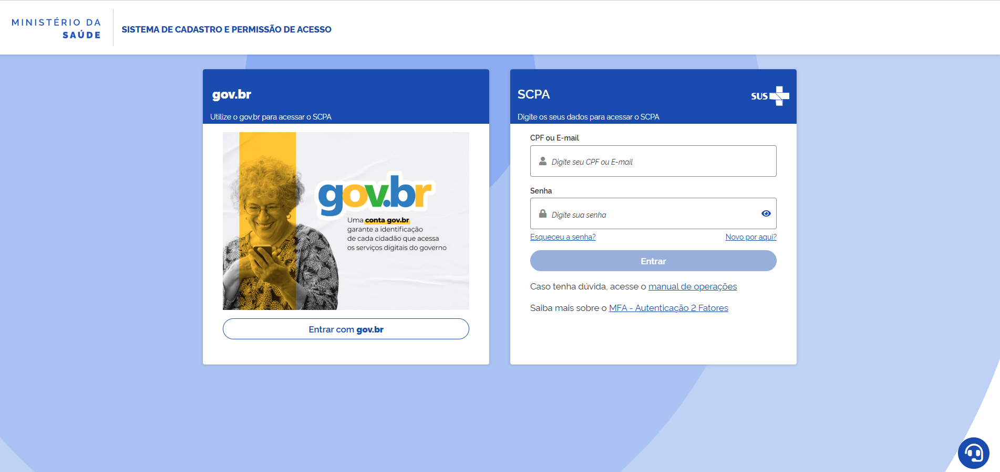 MINISTÉRIO DA
SAÚDE
SISTEMA DE CADASTRO E PERMISSÃO DE ACESSO
gov.br
Utilize o gov.br para acessar o SCPA
gov.br
Uma conta gov.br
garante a identificação
de cada cidadão que acessa
os serviços digitais do governo
Entrar com gov.br
SCPA
SUS
Digite os seus dados para acessar o SCPA
CPF ou E-mail
Digite seu CPF ou E-mail
Senha
Digite sua senha
Esqueceu a senha? Novo por aqui?
Entrar
Caso tenha dúvida, acesse o manual de operações
Saiba mais sobre o MFA - Autenticação 2 Fatores